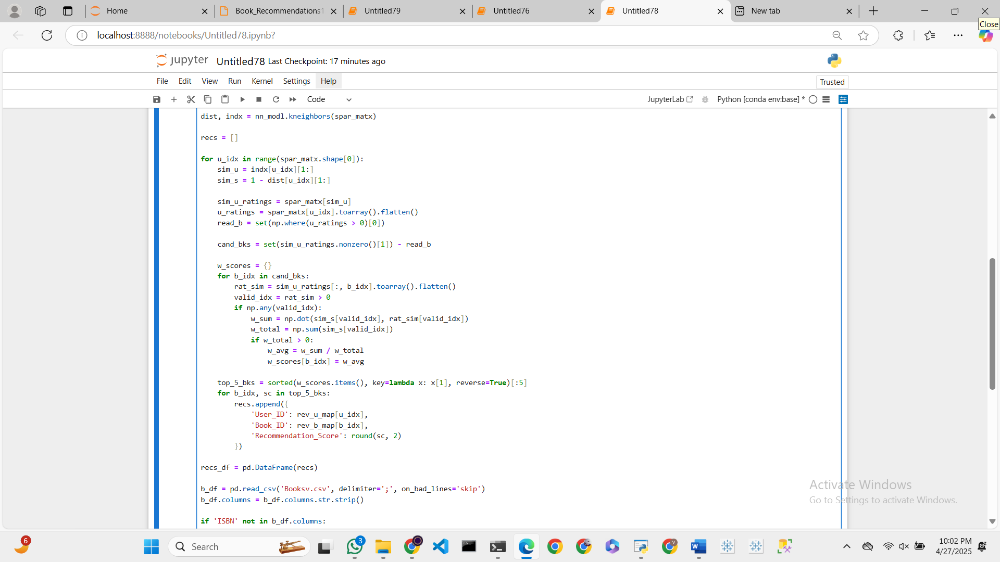 Home
Book_Recommendations1
Untitled79
Untitled76
Untitled78
New tab
Close
localhost:8888/notebooks/Untitled78.ipynb?
jupyter Untitled78 Last Checkpoint: 17 minutes ago
File Edit View Run Kernel Settings Help
Trusted
Code
JupyterLab
Python [conda env:base] *
dist, indx = nn_modl.kneighbors(spar_matx)
recs = []
for u_idx in range(spar_matx.shape[0]):
    sim_u = indx[u_idx][1:]
    sim_s = 1 - dist[u_idx][1:]
    sim_u_ratings = spar_matx[sim_u]
    u_ratings = spar_matx[u_idx].toarray().flatten()
    read_b = set(np.where(u_ratings > 0)[0])
    cand_bks = set(sim_u_ratings.nonzero()[1]) - read_b
    w_scores = {}
    for b_idx in cand_bks:
        rat_sim = sim_u_ratings[:, b_idx].toarray().flatten()
        valid_idx = rat_sim > 0
        if np.any(valid_idx):
            w_sum = np.dot(sim_s[valid_idx], rat_sim[valid_idx])
            w_total = np.sum(sim_s[valid_idx])
            if w_total > 0:
                w_avg = w_sum / w_total
                w_scores[b_idx] = w_avg
    top_5_bks = sorted(w_scores.items(), key=lambda x: x[1], reverse=True)[:5]
    for b_idx, sc in top_5_bks:
        recs.append({
            'User_ID': rev_u_map[u_idx],
            'Book_ID': rev_b_map[b_idx],
            'Recommendation_Score': round(sc, 2)
        })
recs_df = pd.DataFrame(recs)
b_df = pd.read_csv('Booksv.csv', delimiter=';', on_bad_lines='skip')
b_df.columns = b_df.columns.str.strip()
if 'ISBN' not in b_df.columns:
Activate Windows
Go to Settings to activate Windows.
6
Search
3
V
10:02 PM
4/27/2025